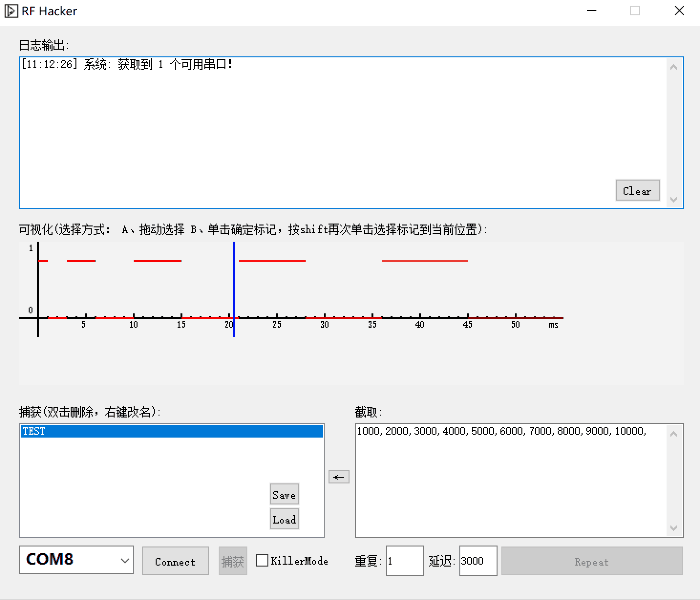 RF Hacker
日志输出:
[11:12:26] 系统: 获取到 1 个可用串口!
Clear
可视化(选择方式: A、拖动选择 B、单击确定标记,按shift再次单击选择标记到当前位置):
1
0
5 10 15 20 25 30 35 40 45 50 ms
捕获(双击删除,右键改名):
截取:
TEST
1000,2000,3000,4000,5000,6000,7000,8000,9000,10000,
←
Save
Load
COM8 Connect 捕获 KillerMode 重复: 1 延迟: 3000 Repeat